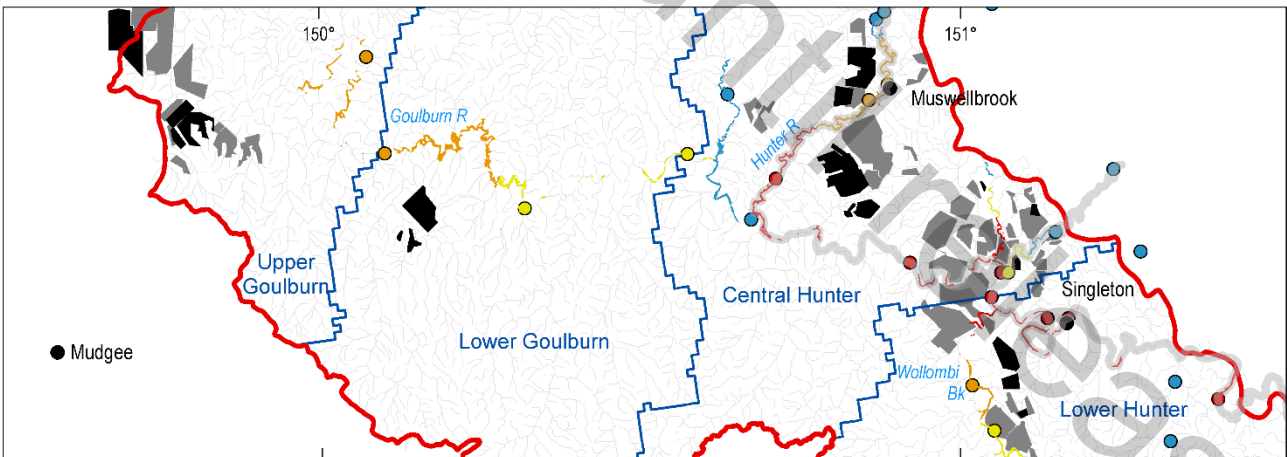 150°
151°
Muswellbrook
Goulburn R
Hunter R
Upper
Goulburn
Central Hunter
Singleton
Lower Goulburn
Mudgee
Wollombi
Bk
Lower Hunter